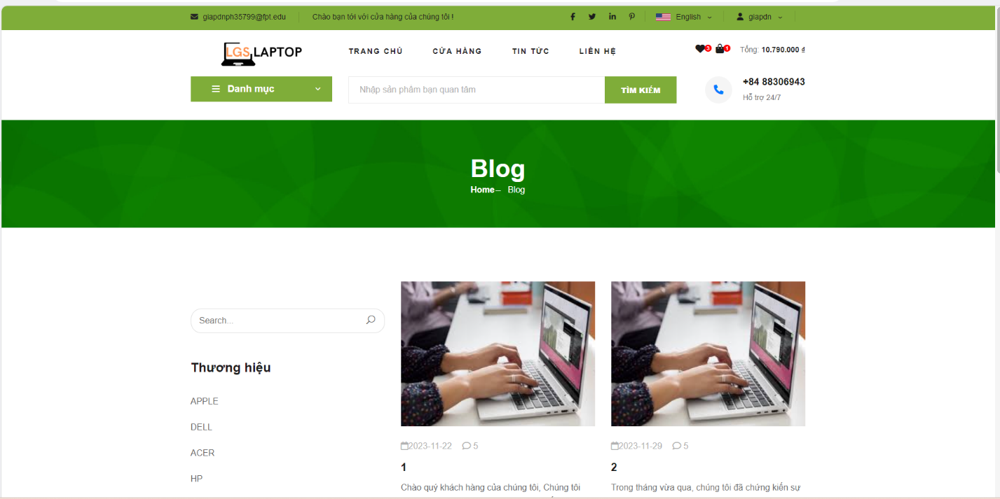 giapdnph35799@fpt.edu Chào bạn tới với cửa hàng của chúng tôi ! English giapdn
LGS LAPTOP TRANG CHỦ CỬA HÀNG TIN TỨC LIÊN HỆ 3 1 Tổng: 10.790.000 ₫
Danh mục Nhập sản phẩm bạn quan tâm TÌM KIẾM +84 88306943
Hỗ trợ 24/7
Blog
Home – Blog
Search...
Thương hiệu
APPLE
DELL
ACER
HP
2023-11-22 5
1
Chào quý khách hàng của chúng tôi, Chúng tôi
2023-11-29 5
2
Trong tháng vừa qua, chúng tôi đã chứng kiến sự